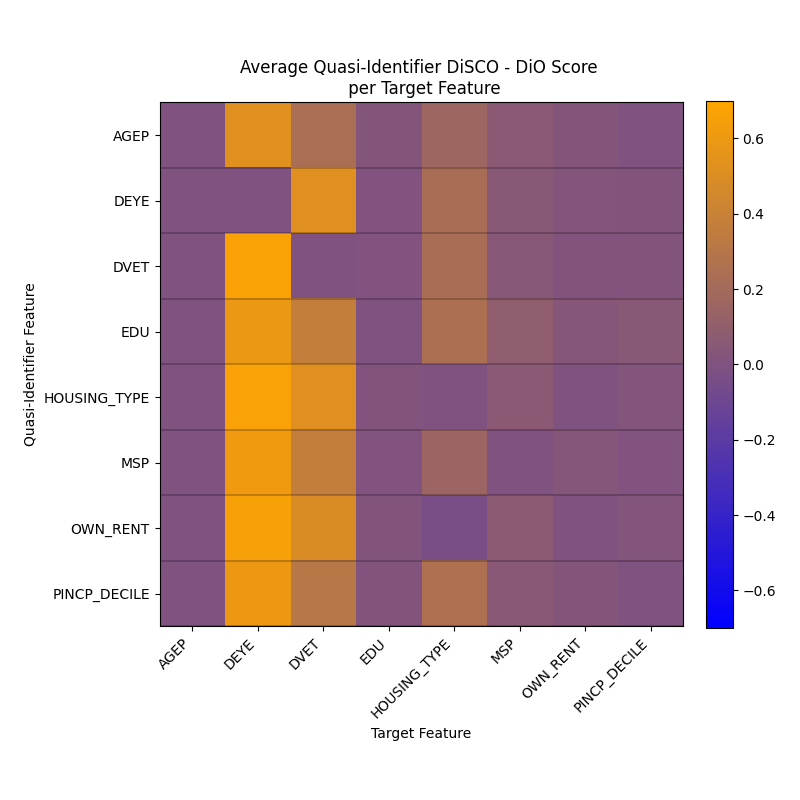 Average Quasi-Identifier DiSCO - DiO Score
per Target Feature
Quasi-Identifier Feature
AGEP
DEYE
DVET
EDU
HOUSING_TYPE
MSP
OWN_RENT
PINCP_DECILE
AGEP
DEYE
DVET
EDU
HOUSING_TYPE
MSP
OWN_RENT
PINCP_DECILE
Target Feature
0.6
0.4
0.2
0.0
−0.2
−0.4
−0.6